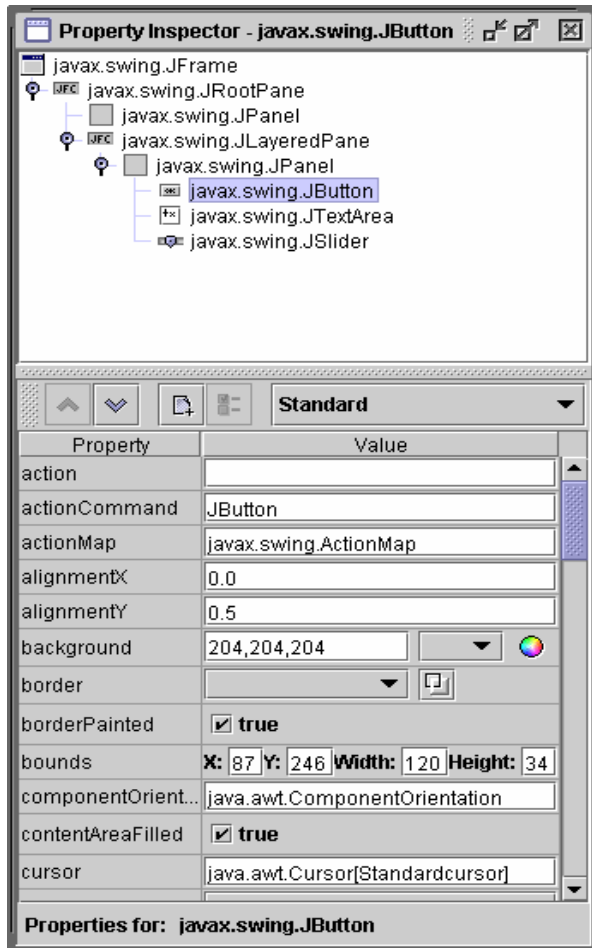 Property Inspector - javax.swing.JButton
javax.swing.JFrame
JFC javax.swing.JRootPane
javax.swing.JPanel
JFC javax.swing.JLayeredPane
javax.swing.JPanel
javax.swing.JButton
javax.swing.JTextArea
javax.swing.JSlider
Standard
Property Value
action
actionCommand JButton
actionMap javax.swing.ActionMap
alignmentX 0.0
alignmentY 0.5
background 204,204,204
border
borderPainted true
bounds X: 87 Y: 246 Width: 120 Height: 34
componentOrient... java.awt.ComponentOrientation
contentAreaFilled true
cursor java.awt.Cursor[Standardcursor]
Properties for: javax.swing.JButton